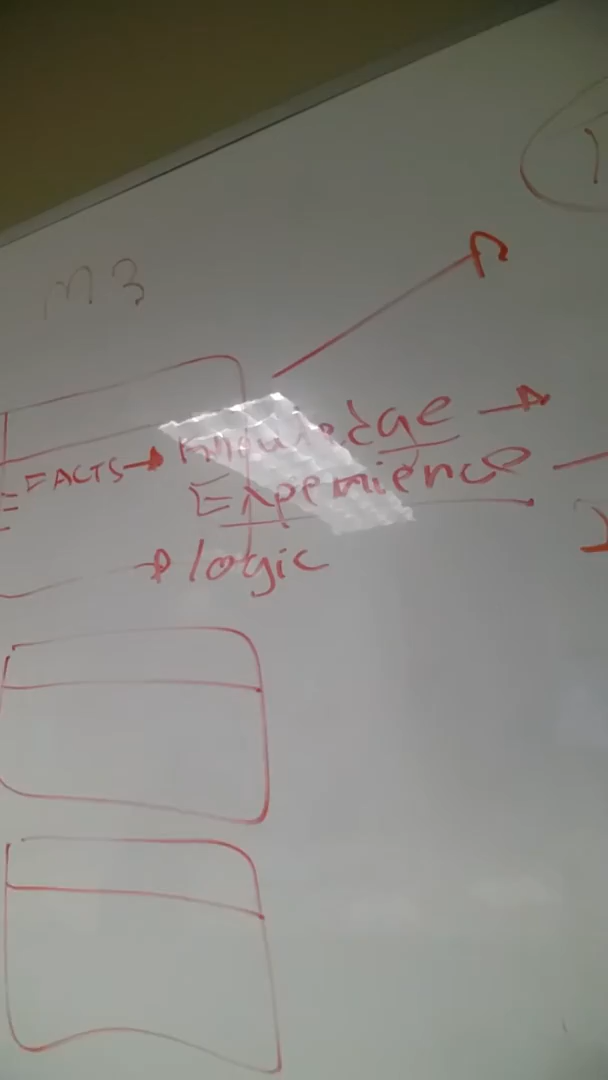 m3
FACTS → Knowledge →
Experience
→ logic